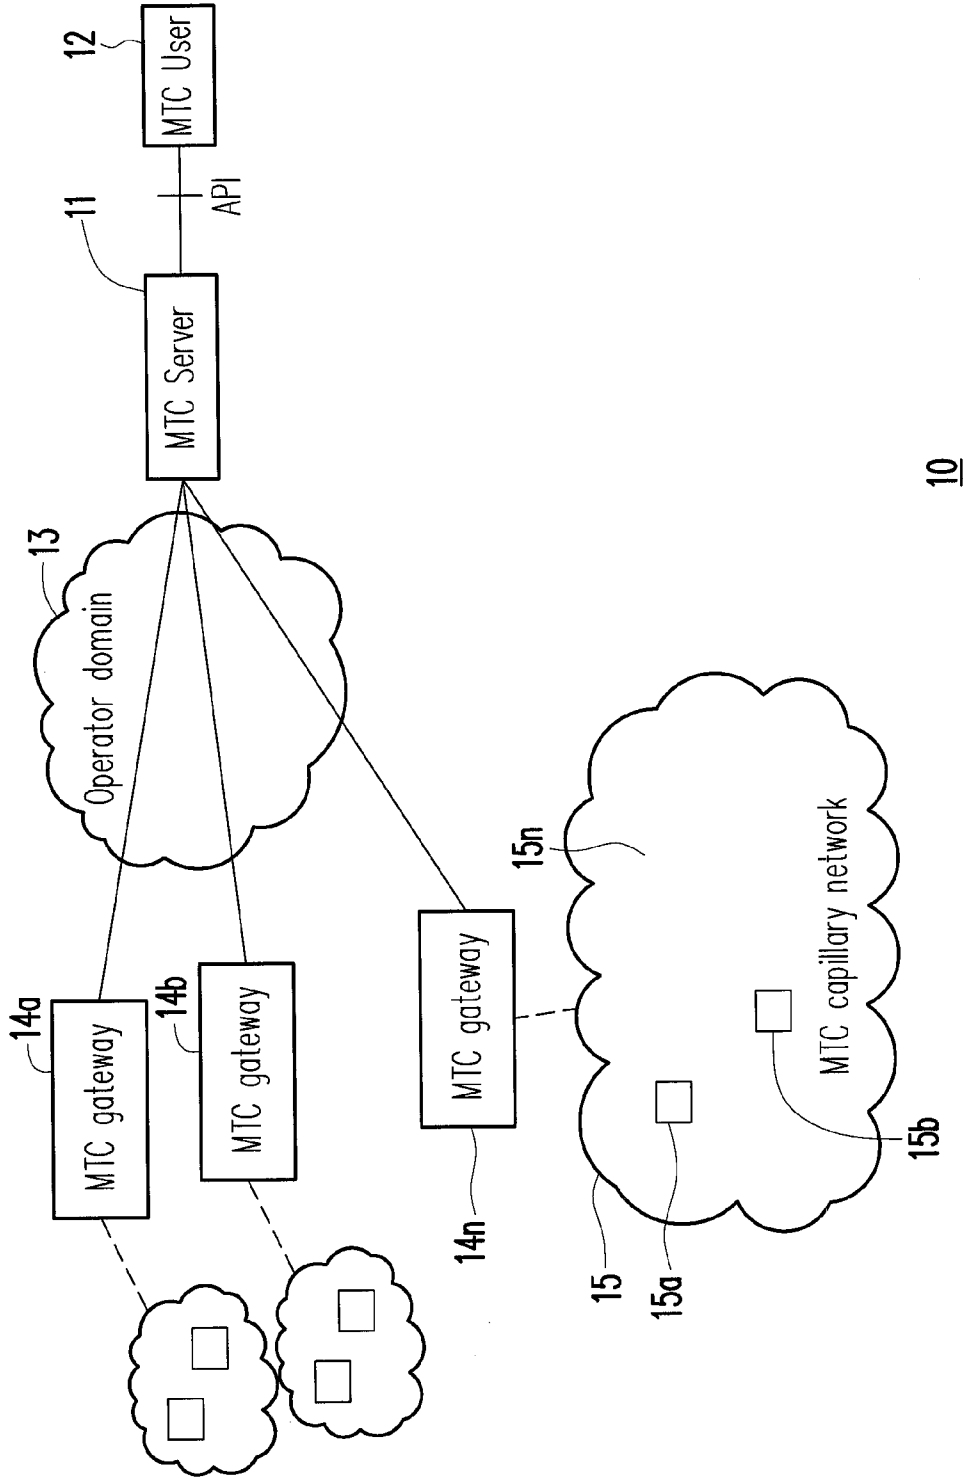 14a
MTC gateway
14b
MTC gateway
14n
MTC gateway
13
Operator domain
11
MTC Server
API
12
MTC User
15
15a
15b
15n
MTC capillary network
10